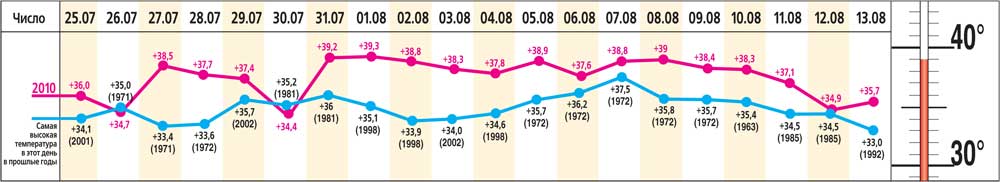 Число 25.07 26.07 27.07 28.07 29.07 30.07 31.07 01.08 02.08 03.08 04.08 05.08 06.08 07.08 08.08 09.08 10.08 11.08 12.08 13.08
40°
2010 +36,0 +34,7 +38,5 +37,7 +37,4 +34,4 +39,2 +39,3 +38,8 +38,3 +37,8 +38,9 +37,6 +38,8 +39 +38,4 +38,3 +37,1 +34,9 +35,7
Самая
высокая
температура
в этот день
в прошлые годы
+34,1 +35,0 +33,4 +33,6 +35,7 +35,2 +36 +35,1 +33,9 +34,0 +34,6 +35,7 +36,2 +37,5 +35,8 +35,7 +35,4 +34,5 +34,5 +33,0
(2001) (1971) (1971) (1972) (2002) (1981) (1981) (1998) (1998) (2002) (1998) (1972) (1972) (1972) (1972) (1972) (1963) (1985) (1985) (1992)
30°